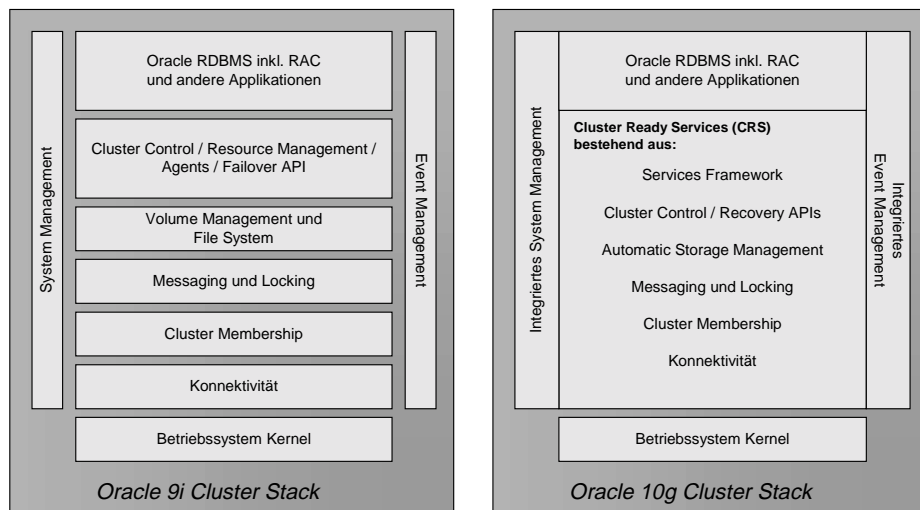 System Management
Oracle RDBMS inkl. RAC
und andere Applikationen
Cluster Control / Resource Management /
Agents / Failover API
Volume Management und
File System
Messaging und Locking
Cluster Membership
Konnektivität
Event Management
Betriebssystem Kernel
Oracle 9i Cluster Stack
Integriertes System Management
Oracle RDBMS inkl. RAC
und andere Applikationen
Cluster Ready Services (CRS)
bestehend aus:
Services Framework
Cluster Control / Recovery APIs
Automatic Storage Management
Messaging und Locking
Cluster Membership
Konnektivität
Integriertes
Event Management
Betriebssystem Kernel
Oracle 10g Cluster Stack